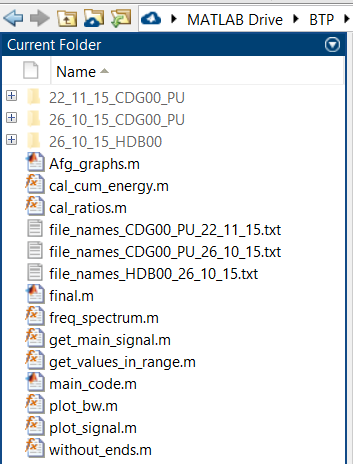 MATLAB Drive ▸ BTP
Current Folder
Name
22_11_15_CDG00_PU
26_10_15_CDG00_PU
26_10_15_HDB00
Afg_graphs.m
cal_cum_energy.m
cal_ratios.m
file_names_CDG00_PU_22_11_15.txt
file_names_CDG00_PU_26_10_15.txt
file_names_HDB00_26_10_15.txt
final.m
freq_spectrum.m
get_main_signal.m
get_values_in_range.m
main_code.m
plot_bw.m
plot_signal.m
without_ends.m